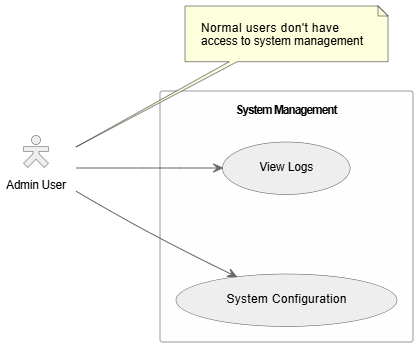 Normal users don't have
access to system management
System Management
Admin User
View Logs
System Configuration